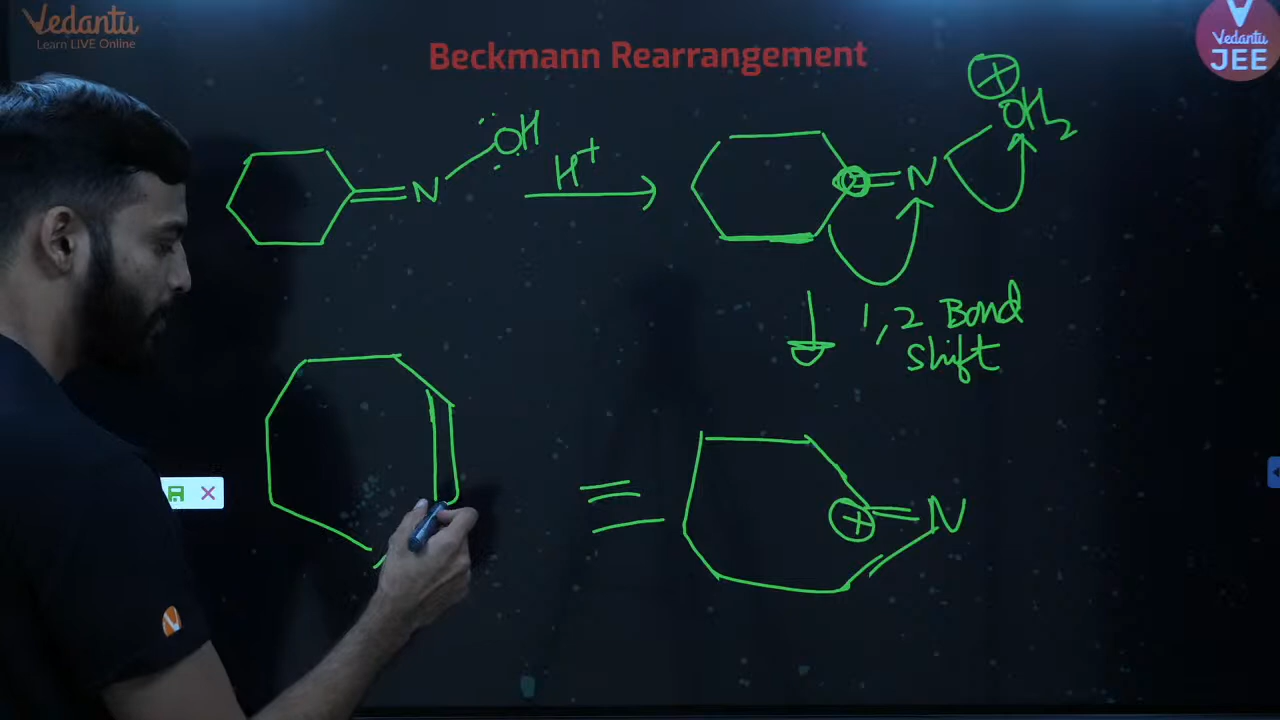 Vedantu
Learn LIVE Online
Beckmann Rearrangement
Vedantu
JEE
N
OH
H+
N
⊕
OH2
1,2 Bond
Shift
⊕
N